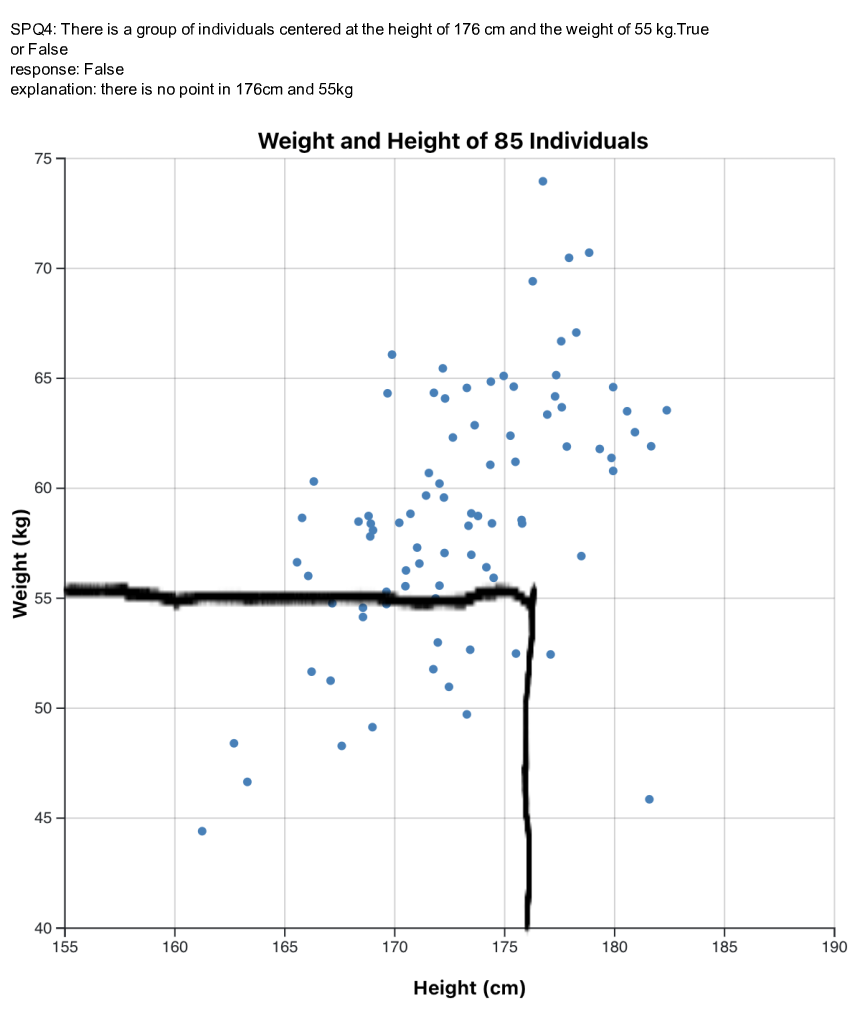 SPQ4: There is a group of individuals centered at the height of 176 cm and the weight of 55 kg.True
or False
response: False
explanation: there is no point in 176cm and 55kg
Weight and Height of 85 Individuals
75
70
65
60
55
50
45
40
Weight (kg)
155 160 165 170 175 180 185 190
Height (cm)